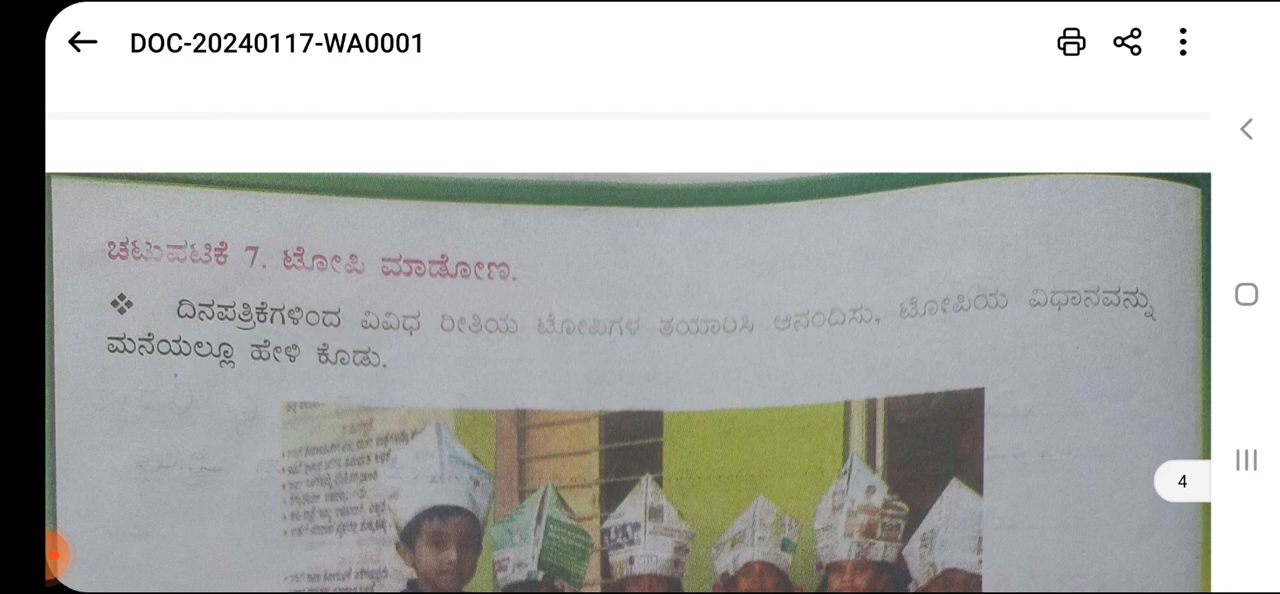 DOC-20240117-WA0001
ಚಟುವಟಿಕೆ 7. ಟೋಪಿ ಮಾಡೋಣ.
❖ ದಿನಪತ್ರಿಕೆಗಳಿಂದ ವಿವಿಧ ರೀತಿಯ ಟೋಪಿಗಳ ತಯಾರಿಸಿ ಆನಂದಿಸು, ಟೋಪಿಯ ವಿಧಾನವನ್ನು
ಮನೆಯಲ್ಲೂ ಹೇಳಿ ಕೊಡು.
4